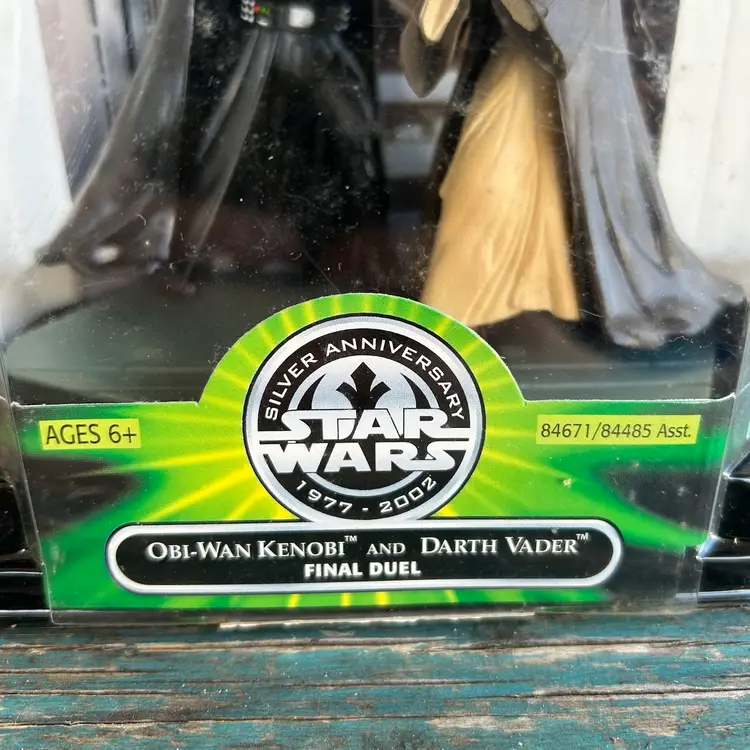 SILVER ANNIVERSARY
STAR
WARS
1977 - 2002
AGES 6+
84671/84485 Asst.
OBI-WAN KENOBI™ AND DARTH VADER™
FINAL DUEL